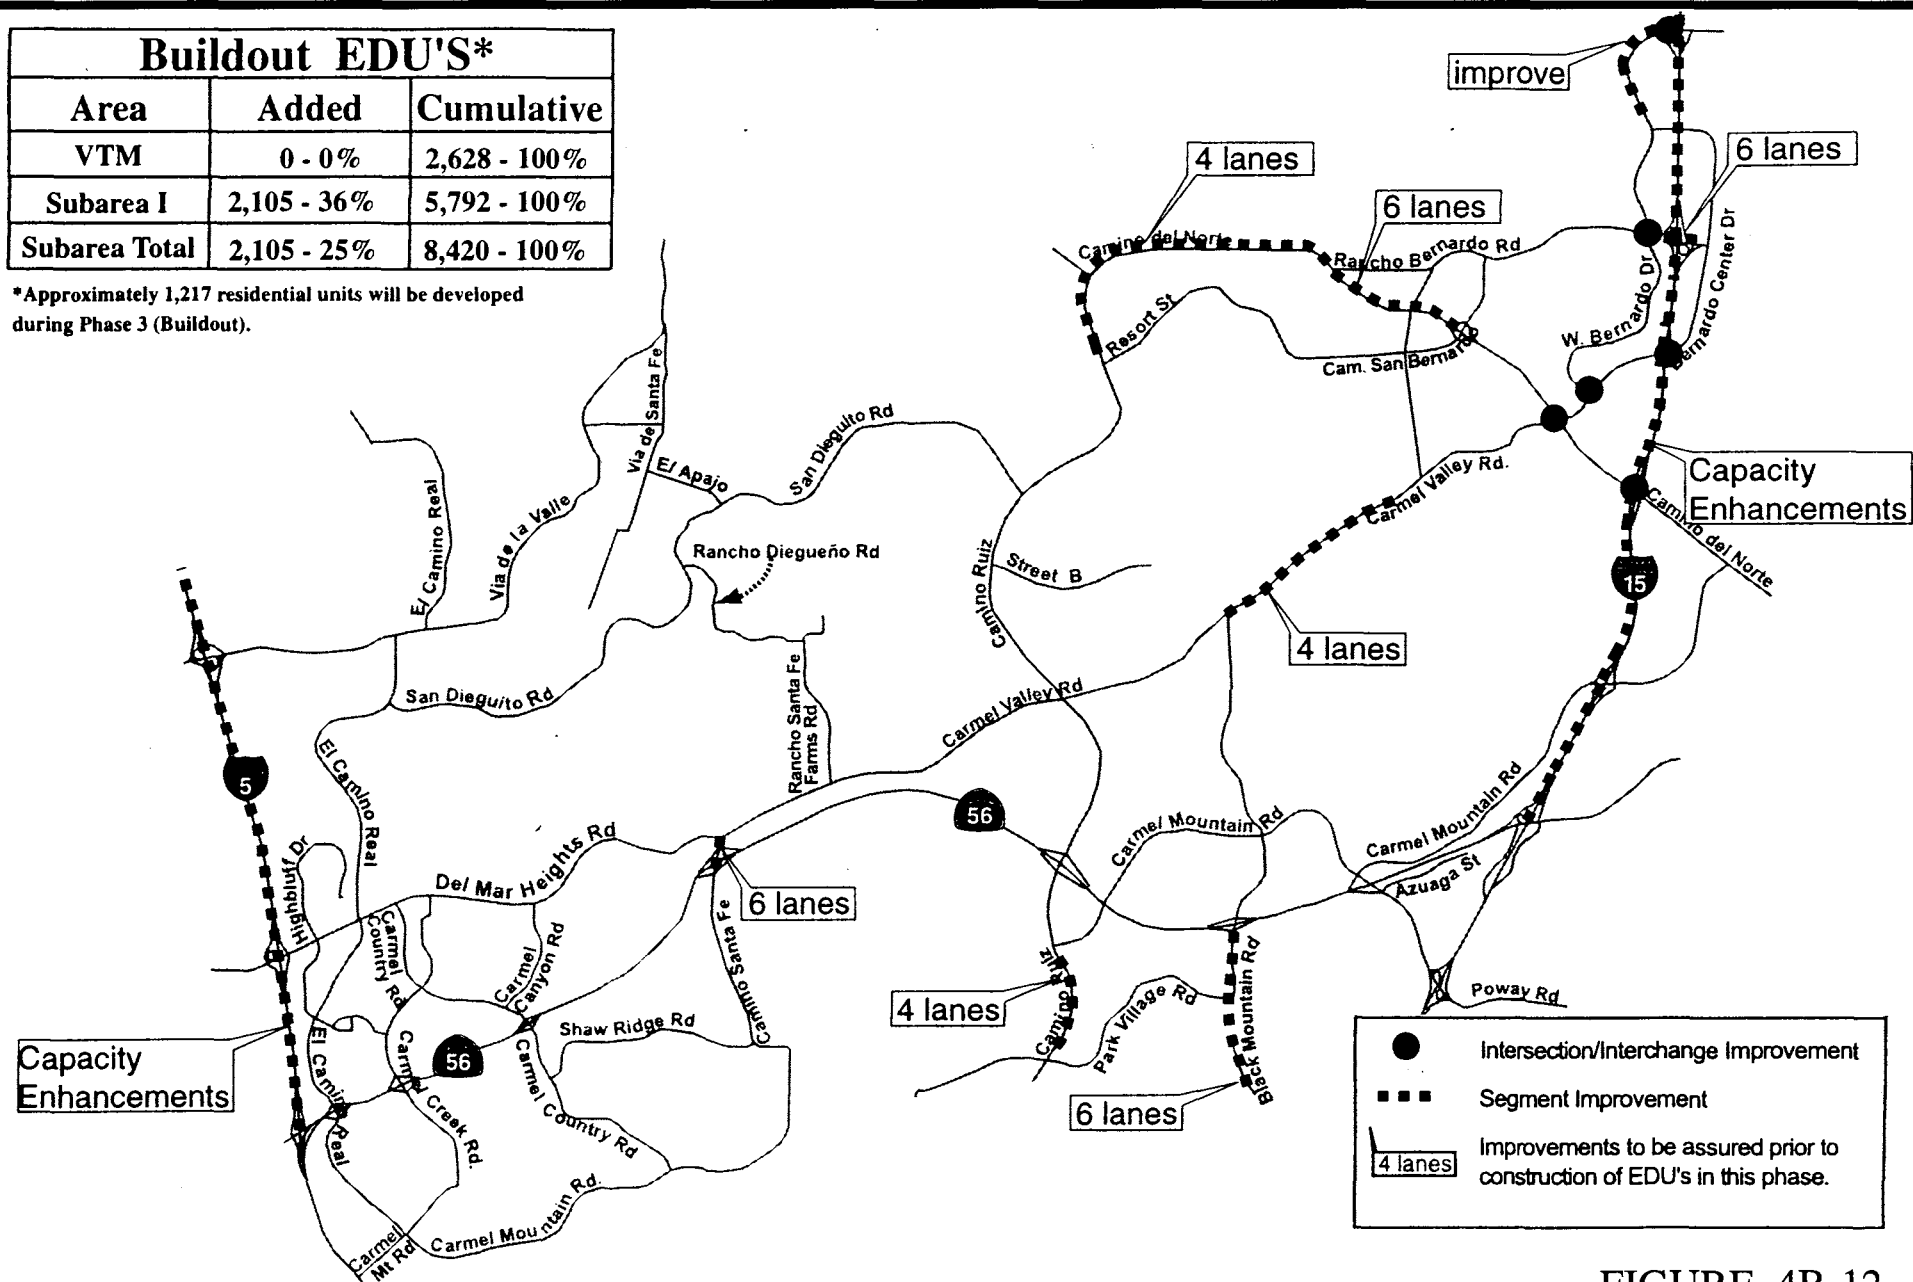 Buildout EDU'S*
Area Added Cumulative
VTM 0 - 0% 2,628 - 100%
Subarea I 2,105 - 36% 5,792 - 100%
Subarea Total 2,105 - 25% 8,420 - 100%
*Approximately 1,217 residential units will be developed
during Phase 3 (Buildout).
improve
6 lanes
4 lanes
6 lanes
Camino del Norte
Rancho Bernardo Rd
Bernardo Center Dr
W. Bernardo Dr
Resort St
Cam. San Bernardo
Via de Santa Fe
El Apajo
San Dieguito Rd
Carmel Valley Rd.
Capacity
Enhancements
Camino del Norte
El Camino Real
Via de la Valle
Rancho Diegueño Rd
Camino Ruiz
Street B
15
4 lanes
San Dieguito Rd
Rancho Santa Fe
Farms Rd
Carmel Valley Rd
5
El Camino Real
56
Carmel Mountain Rd
Carmel Mountain Rd
Azuaga St
Highbluff Dr
Del Mar Heights Rd
6 lanes
Carmel
Country Rd
Carmel
Canyon Rd
Camino Santa Fe
Camino Ruiz
4 lanes
Park Village Rd
Black Mountain Rd
Poway Rd
6 lanes
Shaw Ridge Rd
56
Capacity
Enhancements
El Camino Real
Carmel Creek Rd.
Carmel Country Rd
Carmel Mountain Rd.
Carmel
Mt Rd
Intersection/Interchange Improvement
Segment Improvement
4 lanes
Improvements to be assured prior to
construction of EDU's in this phase.
FIGURE 4B-12